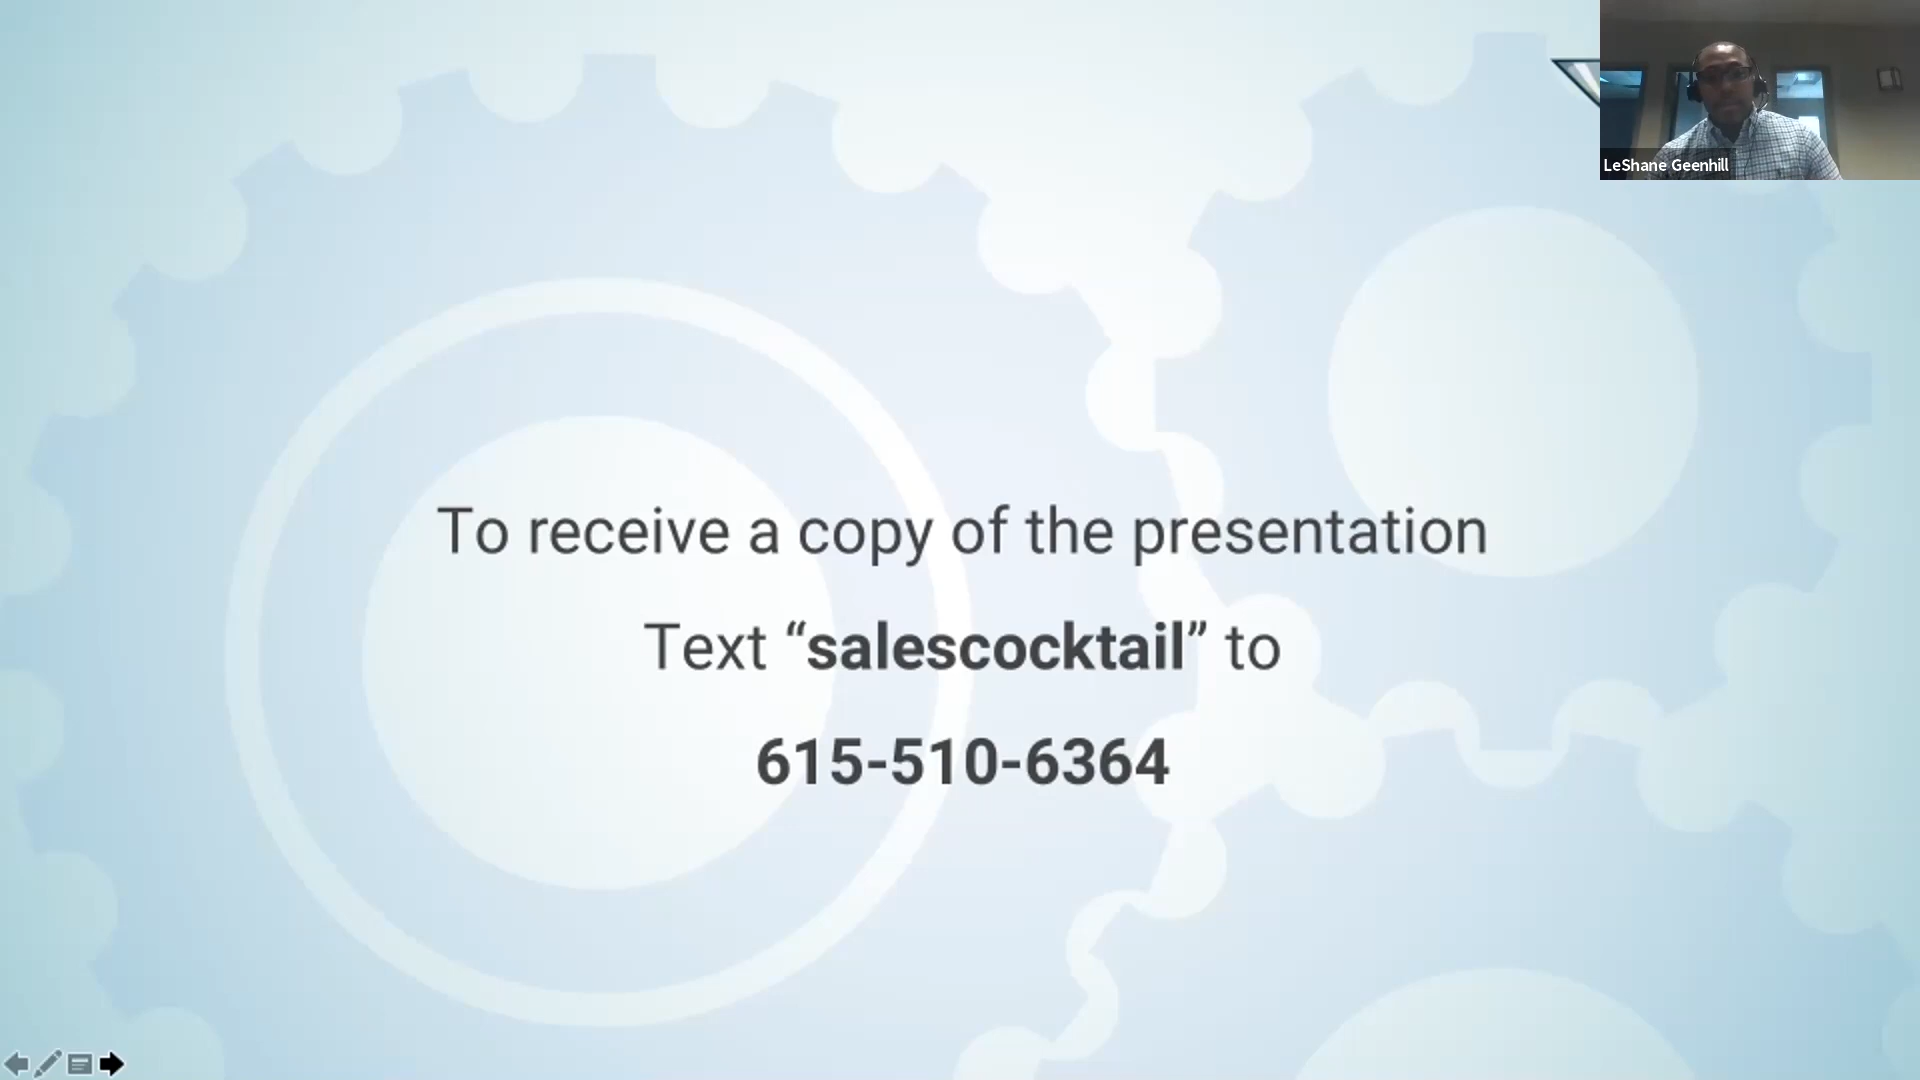 LeShane Geenhill
To receive a copy of the presentation
Text “salescocktail” to
615-510-6364